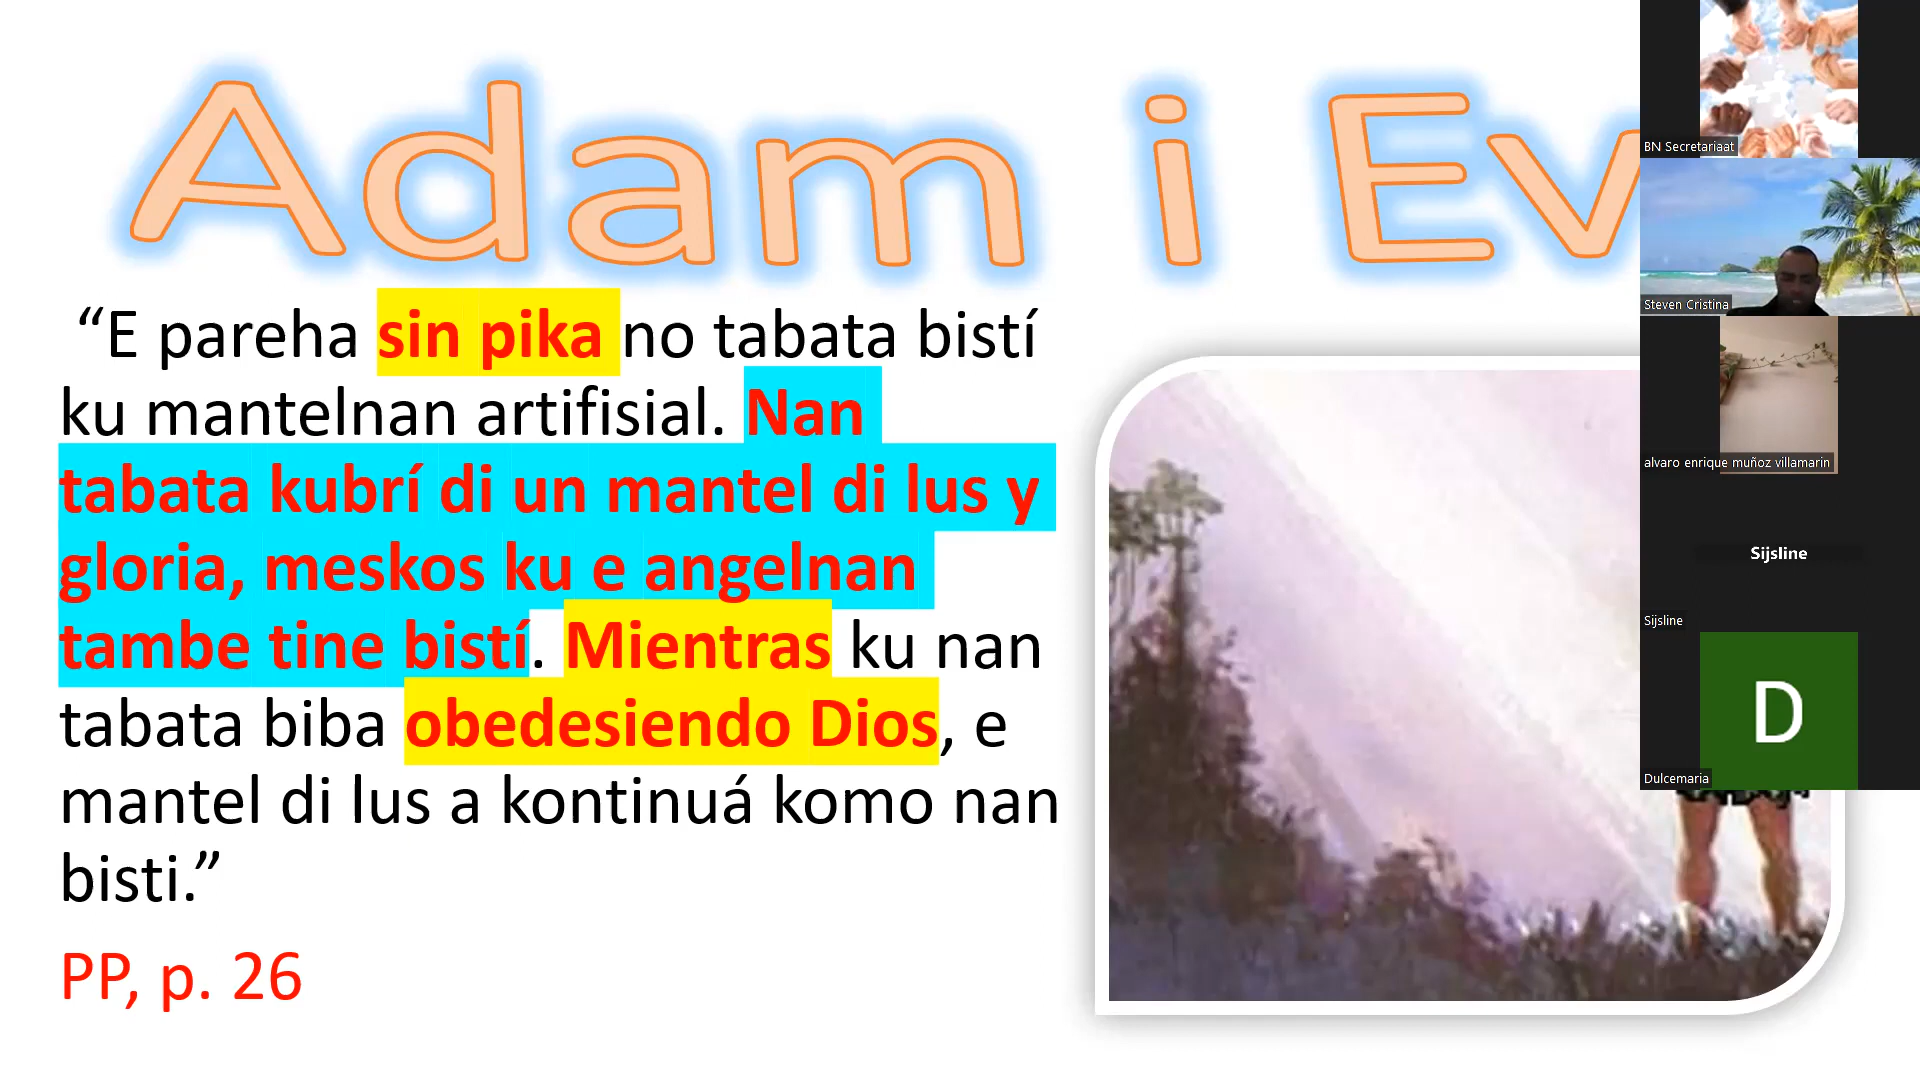 Adam i Ev
“E pareha sin pika no tabata bistí
ku mantelnan artifisial. Nan
tabata kubrí di un mantel di lus y
gloria, meskos ku e angelnan
tambe tine bistí. Mientras ku nan
tabata biba obedesiendo Dios, e
mantel di lus a kontinuá komo nan
bisti.”
PP, p. 26
BN Secretariaat
Steven Cristina
alvaro enrique muñoz villamarin
Sijsline
Sijsline
D
Dulcemaria